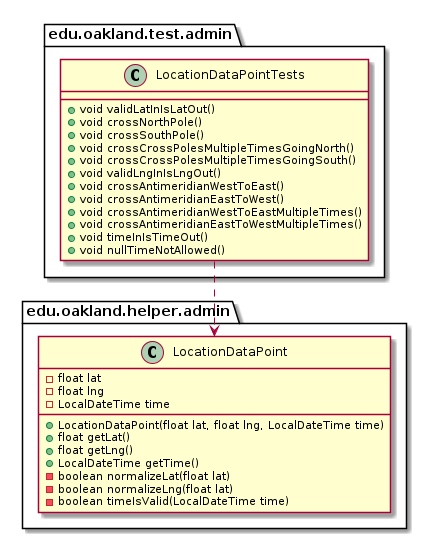 edu.oakland.test.admin
C LocationDataPointTests
void validLatInIsLatOut()
void crossNorthPole()
void crossSouthPole()
void crossCrossPolesMultipleTimesGoingNorth()
void crossCrossPolesMultipleTimesGoingSouth()
void validLngInIsLngOut()
void crossAntimeridianWestToEast()
void crossAntimeridianEastToWest()
void crossAntimeridianWestToEastMultipleTimes()
void crossAntimeridianEastToWestMultipleTimes()
void timeInIsTimeOut()
void nullTimeNotAllowed()
edu.oakland.helper.admin
C LocationDataPoint
float lat
float lng
LocalDateTime time
LocationDataPoint(float lat, float lng, LocalDateTime time)
float getLat()
float getLng()
LocalDateTime getTime()
boolean normalizeLat(float lat)
boolean normalizeLng(float lat)
boolean timeIsValid(LocalDateTime time)